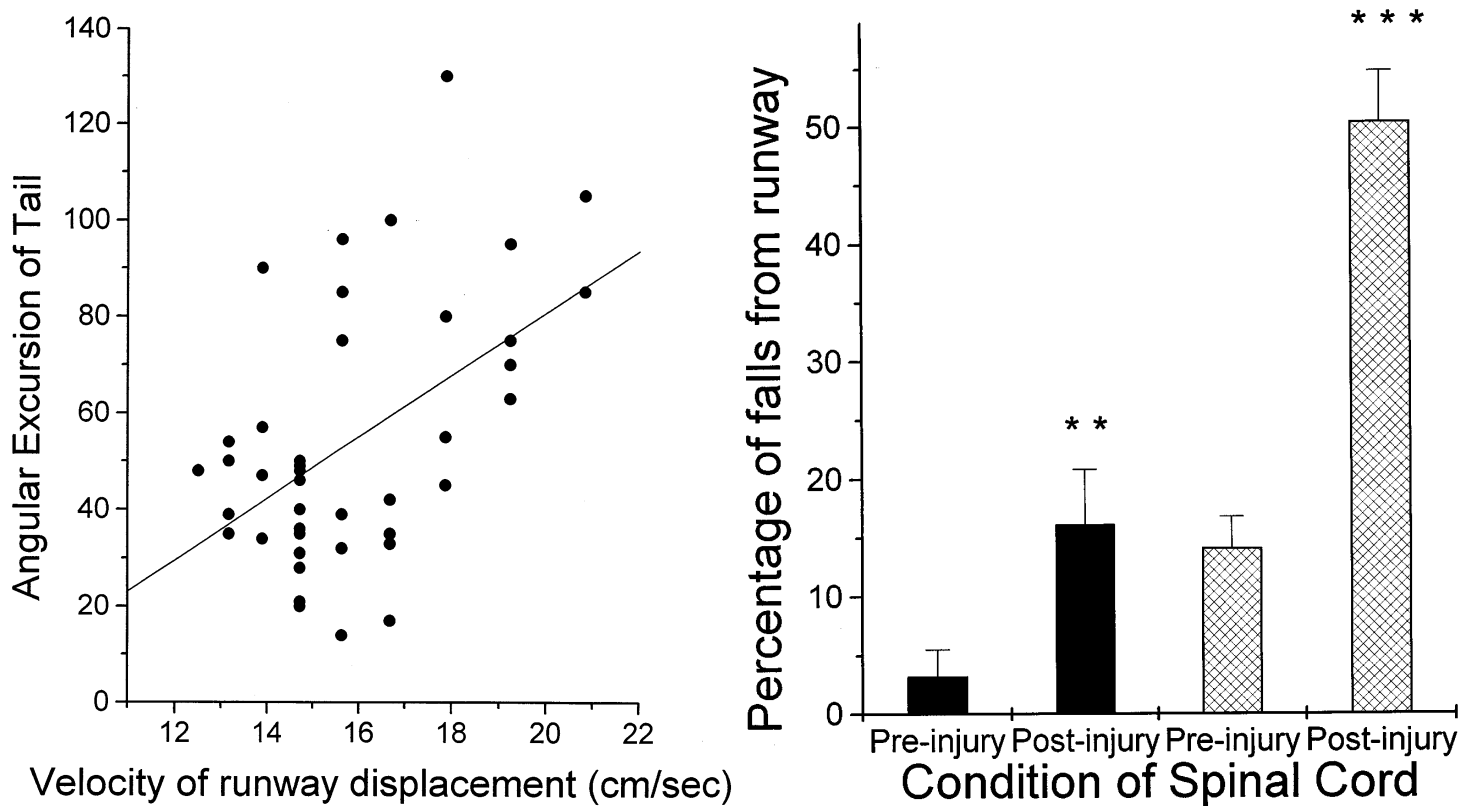 Angular Excursion of Tail
140
120
100
80
60
40
20
0
12 14 16 18 20 22
Velocity of runway displacement (cm/sec)
Percentage of falls from runway
50
40
30
20
10
0
* *
* * *
Pre-injury Post-injury Pre-injury Post-injury
Condition of Spinal Cord